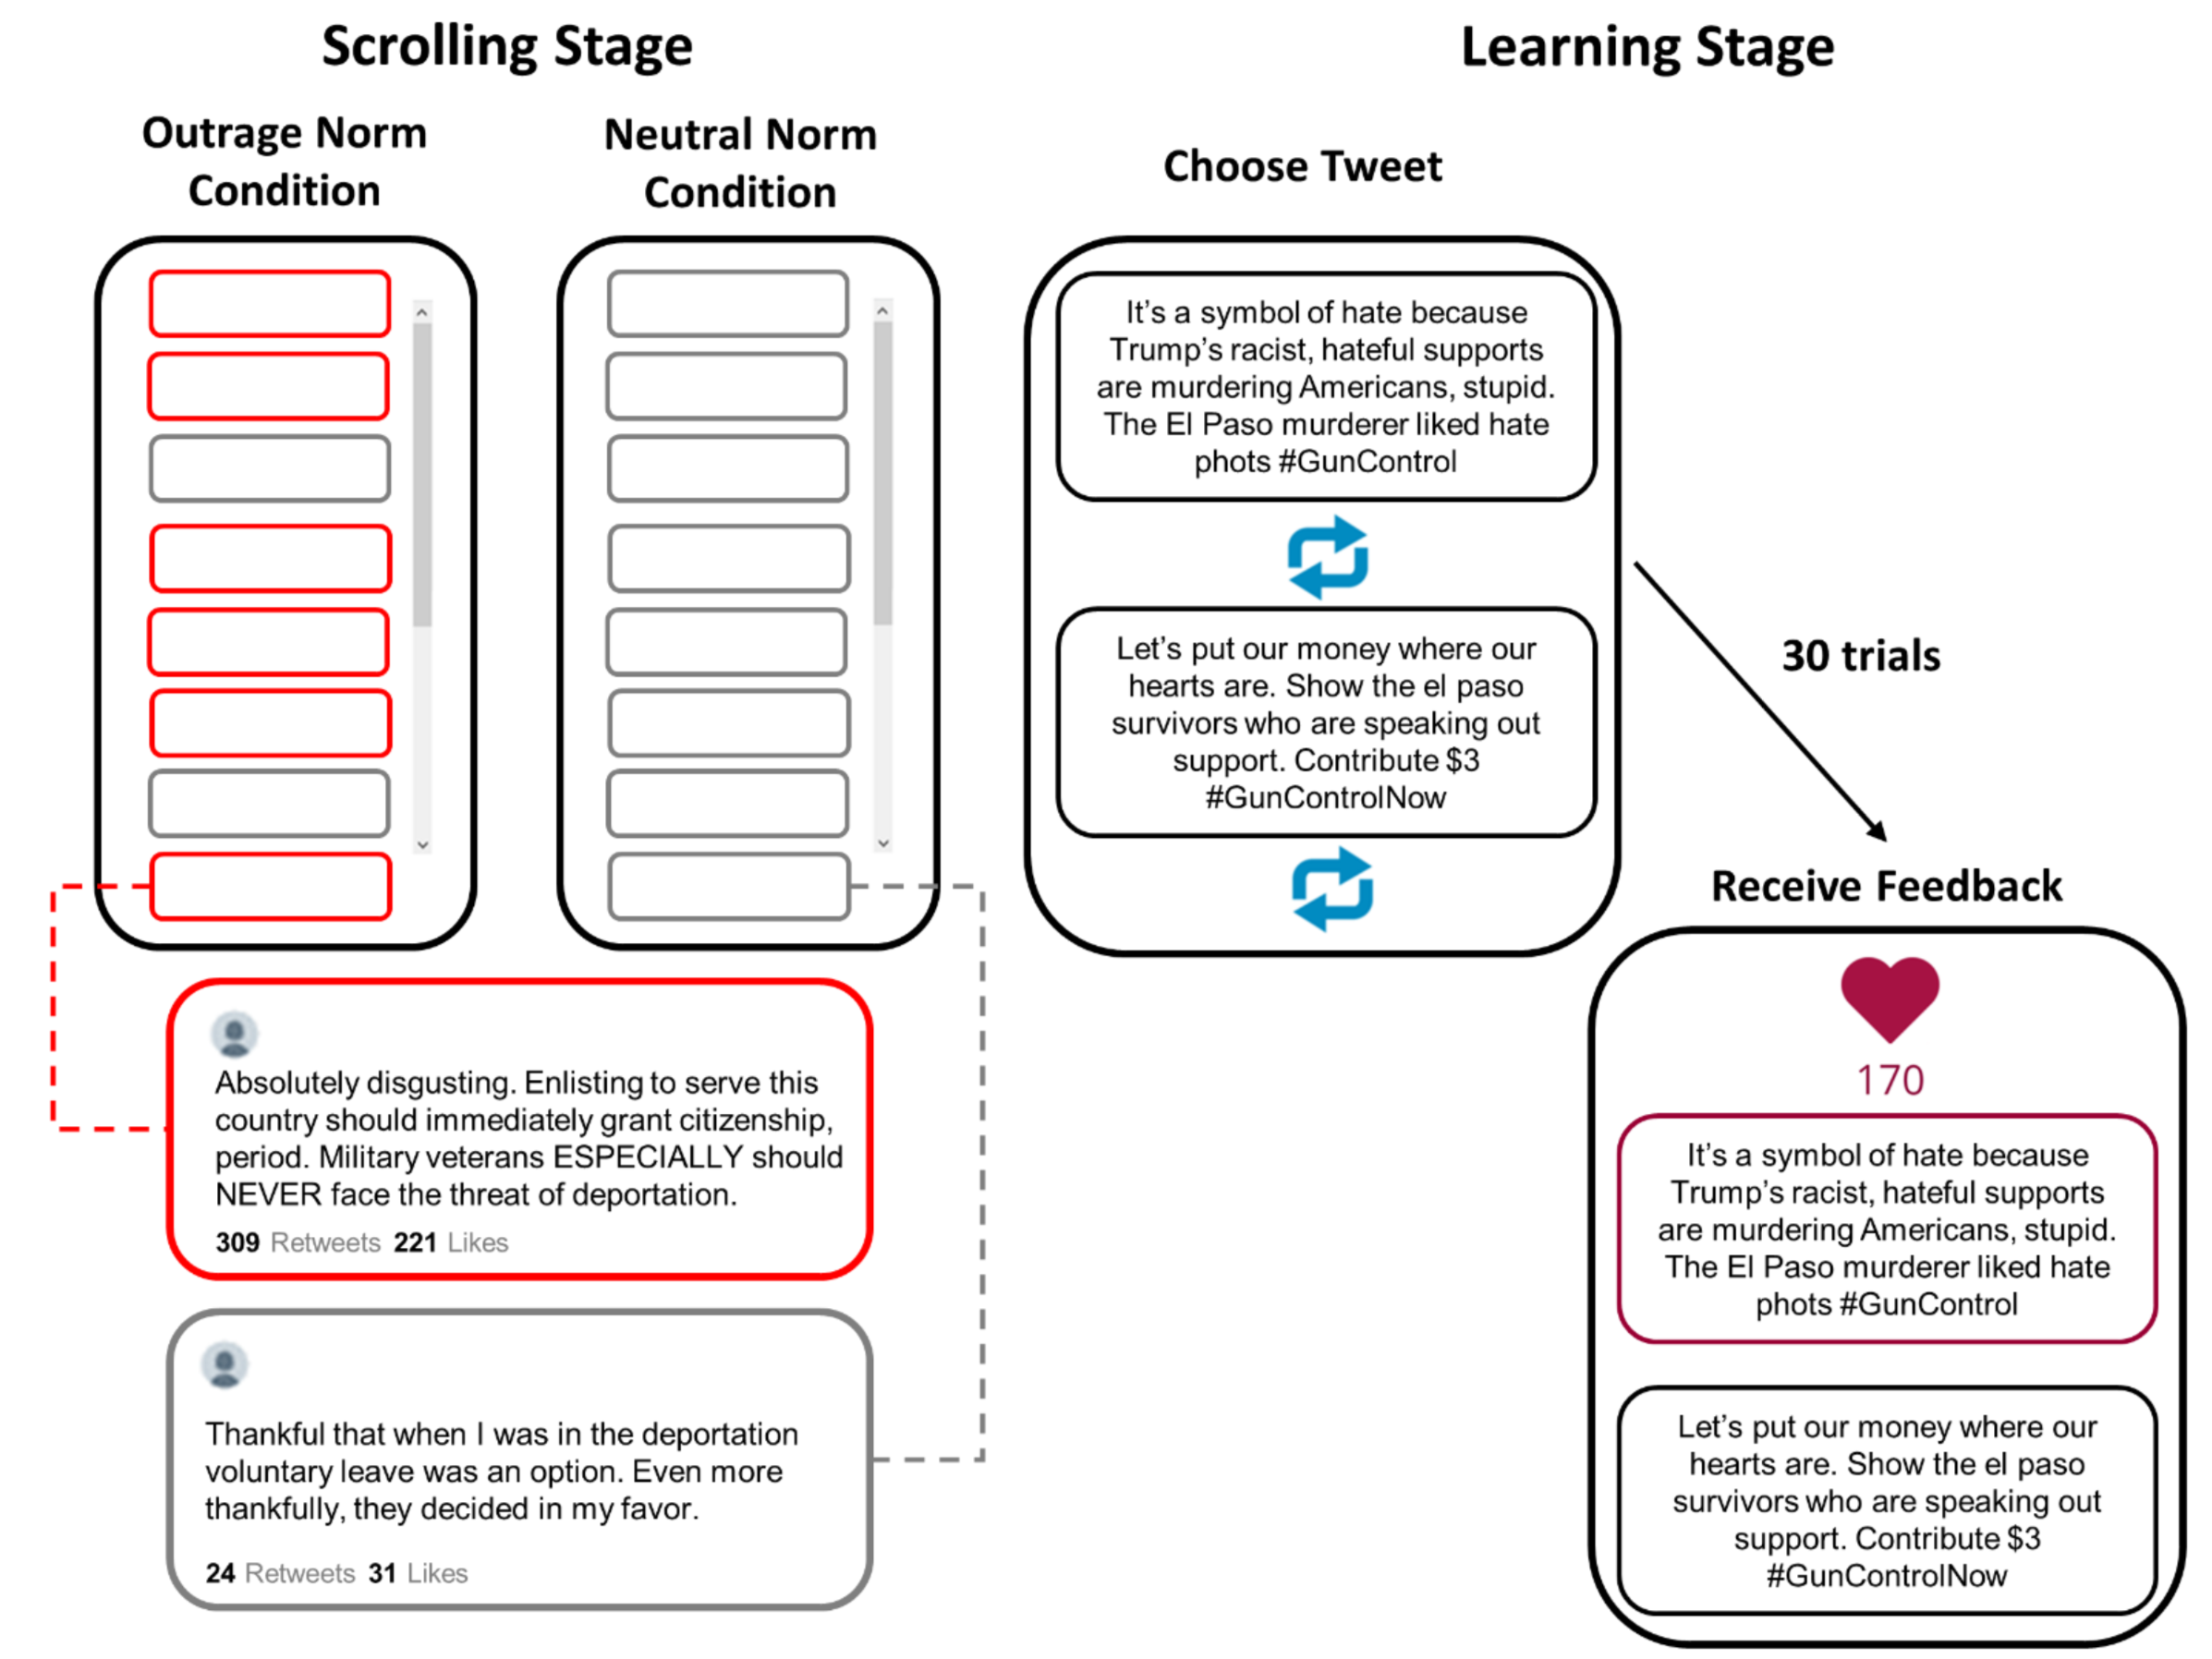 Scrolling Stage
Outrage Norm
Condition
Neutral Norm
Condition
Absolutely disgusting. Enlisting to serve this
country should immediately grant citizenship,
period. Military veterans ESPECIALLY should
NEVER face the threat of deportation.
309 Retweets 221 Likes
Thankful that when I was in the deportation
voluntary leave was an option. Even more
thankfully, they decided in my favor.
24 Retweets 31 Likes
Learning Stage
Choose Tweet
It’s a symbol of hate because
Trump’s racist, hateful supports
are murdering Americans, stupid.
The El Paso murderer liked hate
phots #GunControl
Let’s put our money where our
hearts are. Show the el paso
survivors who are speaking out
support. Contribute $3
#GunControlNow
30 trials
Receive Feedback
170
It’s a symbol of hate because
Trump’s racist, hateful supports
are murdering Americans, stupid.
The El Paso murderer liked hate
phots #GunControl
Let’s put our money where our
hearts are. Show the el paso
survivors who are speaking out
support. Contribute $3
#GunControlNow